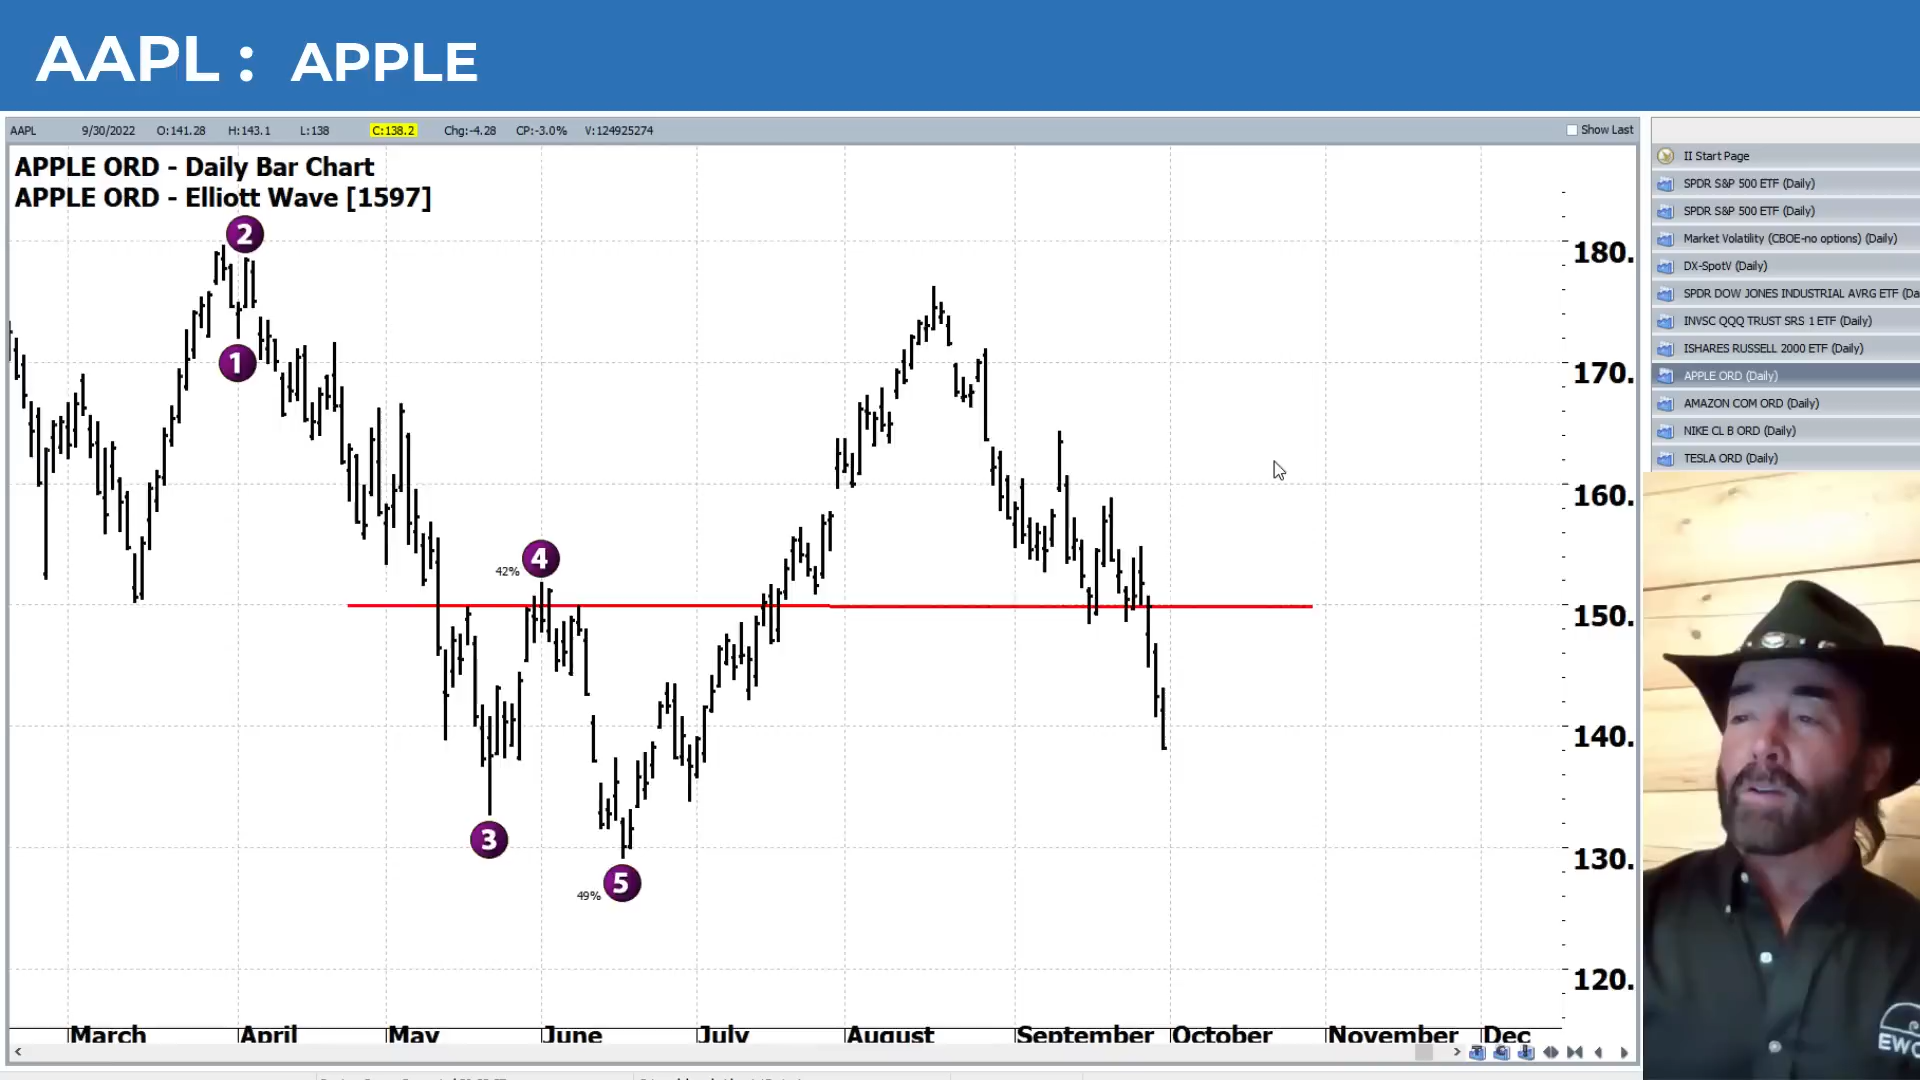 AAPL : APPLE
AAPL 9/30/2022 O:141.28 H:143.1 L:138 C:138.2 Chg:-4.28 CP:-3.0% V:124925274 Show Last
APPLE ORD - Daily Bar Chart
APPLE ORD - Elliott Wave [1597]
2
180.
1
170.
160.
4
42%
150.
140.
3
130.
5
49%
120.
March April May June July August September October November Dec
II Start Page
SPDR S&P 500 ETF (Daily)
SPDR S&P 500 ETF (Daily)
Market Volatility (CBOE-no options) (Daily)
DX-SpotV (Daily)
SPDR DOW JONES INDUSTRIAL AVRG ETF (Da
INVSC QQQ TRUST SRS 1 ETF (Daily)
ISHARES RUSSELL 2000 ETF (Daily)
APPLE ORD (Daily)
AMAZON COM ORD (Daily)
NIKE CL B ORD (Daily)
TESLA ORD (Daily)
EWO